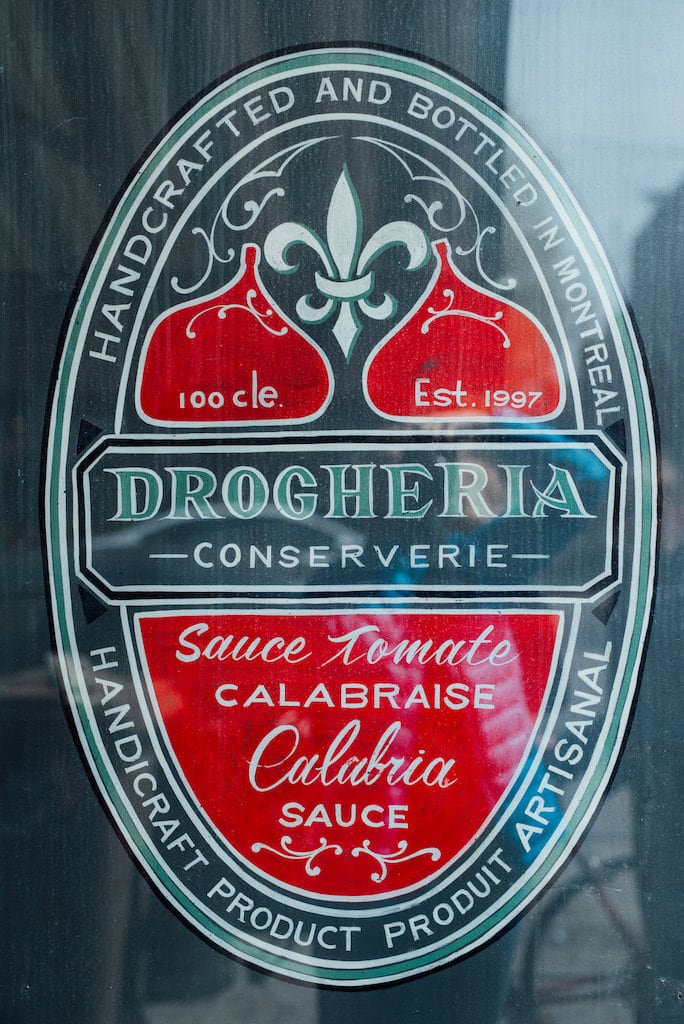 HANDCRAFTED AND BOTTLED IN MONTREAL
100 cle.
Est. 1997
DROGHERIA
—CONSERVERIE—
Sauce Tomate
CALABRAISE
Calabria
SAUCE
HANDICRAFT PRODUCT PRODUIT ARTISANAL